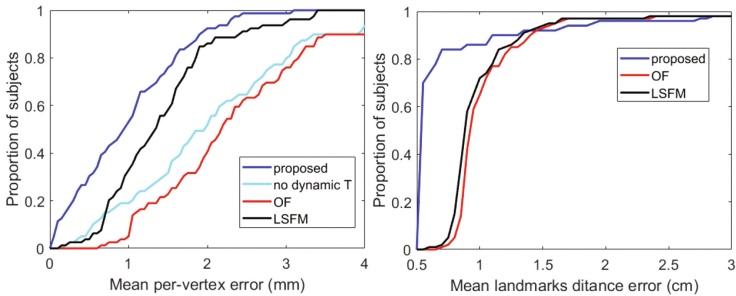 1
0.8
0.6
0.4
0.2
0
Proportion of subjects
0 1 2 3 4
Mean per-vertex error (mm)
proposed
no dynamic T
OF
LSFM
1
0.8
0.6
0.4
0.2
0
Proportion of subjects
0.5 1 1.5 2 2.5 3
Mean landmarks ditance error (cm)
proposed
OF
LSFM